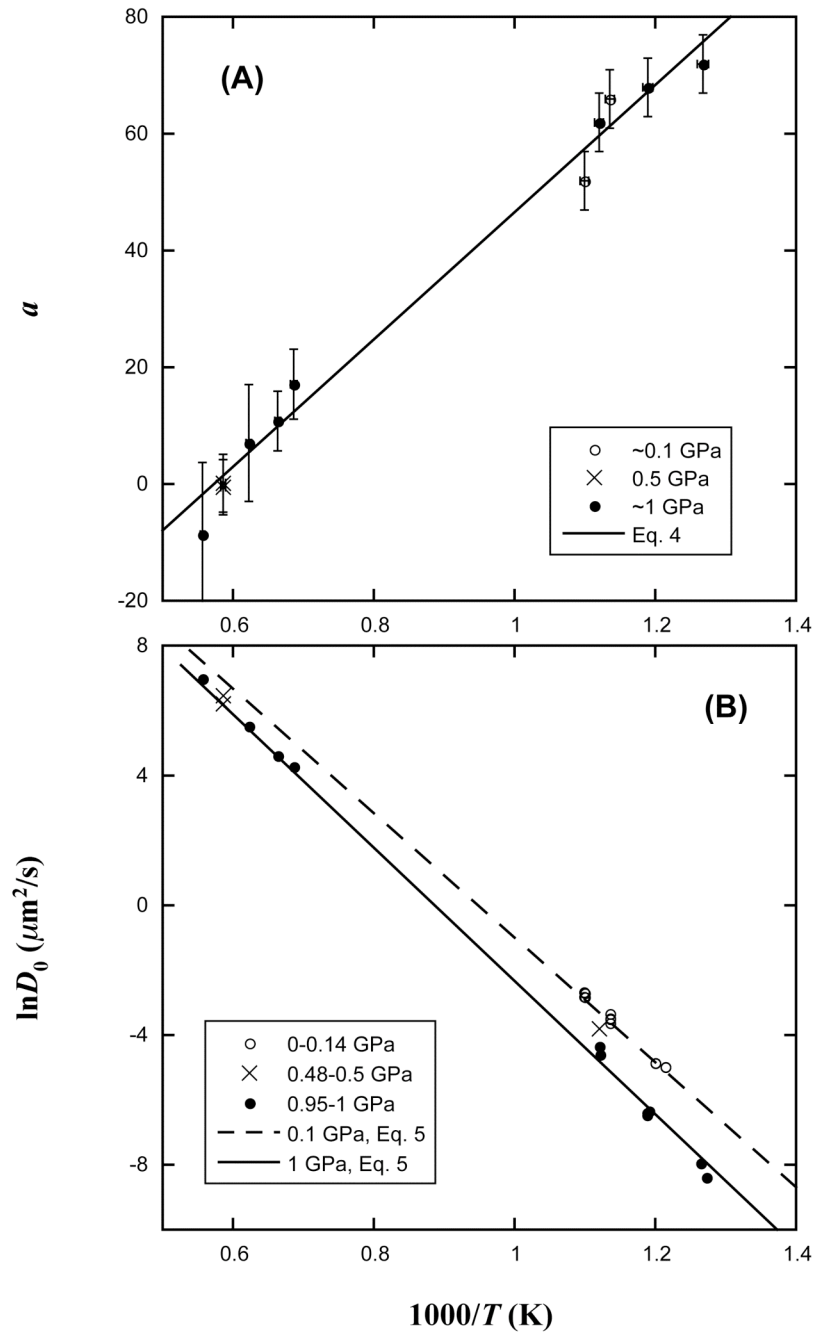 80
(A)
60
40
a
20
0
-20
~0.1 GPa
0.5 GPa
~1 GPa
Eq. 4
0.6 0.8 1 1.2 1.4
8
(B)
4
0
lnD₀ (μm²/s)
-4
-8
0-0.14 GPa
0.48-0.5 GPa
0.95-1 GPa
0.1 GPa, Eq. 5
1 GPa, Eq. 5
0.6 0.8 1 1.2 1.4
1000/T (K)